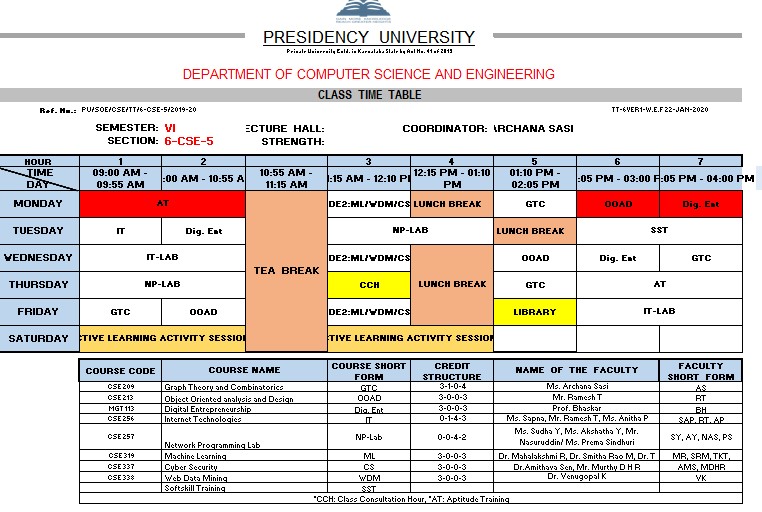 PRESIDENCY UNIVERSITY
Private University Estd. in Karnataka State by Act No. 41 of 2013
DEPARTMENT OF COMPUTER SCIENCE AND ENGINEERING
CLASS TIME TABLE
Ref. No.: PU/SOE/CSE/TT/6-CSE-5/2019-20 TT-6VER1-W.E.F 22-JAN-2020
SEMESTER: VI ECTURE HALL: COORDINATOR: ARCHANA SASI
SECTION: 6-CSE-5 STRENGTH:
HOUR 1 2 3 4 5 6 7
TIME DAY 09:00 AM - 09:55 AM :00 AM - 10:55 A 10:55 AM - 11:15 AM :15 AM - 12:10 P 12:15 PM - 01:10 PM 01:10 PM - 02:05 PM :05 PM - 03:00 P :05 PM - 04:00 PM
MONDAY AT DE2:ML/WDM/CS LUNCH BREAK GTC OOAD Dig. Ent
TUESDAY IT Dig. Ent NP-LAB LUNCH BREAK SST
WEDNESDAY IT-LAB DE2:ML/WDM/CS OOAD Dig. Ent GTC
TEA BREAK
THURSDAY NP-LAB CCH LUNCH BREAK GTC AT
FRIDAY GTC OOAD DE2:ML/WDM/CS LIBRARY IT-LAB
SATURDAY CTIVE LEARNING ACTIVITY SESSION CTIVE LEARNING ACTIVITY SESSION
COURSE CODE COURSE NAME COURSE SHORT FORM CREDIT STRUCTURE NAME OF THE FACULTY FACULTY SHORT FORM
CSE209 Graph Theory and Combinatorics GTC 3-1-0-4 Ms. Archana Sasi AS
CSE213 Object Oriented analysis and Design OOAD 3-0-0-3 Mr. Ramesh T RT
MGT113 Digital Entrepreneurship Dig. Ent 3-0-0-3 Prof. Bhaskar BH
CSE256 Internet Technologies IT 0-1-4-3 Ms. Sapna, Mr. Ramesh T, Ms. Anitha P SAP, RT, AP
CSE257 Network Programming Lab NP-Lab 0-0-4-2 Ms. Sudha Y, Ms. Akshatha Y, Mr. Nasuruddin/ Ms. Prema Sindhuri SY, AY, NAS, PS
CSE319 Machine Learning ML 3-0-0-3 Dr. Mahalakshmi R, Dr. Smitha Rao M, Dr. T MR, SRM, TKT,
CSE337 Cyber Security CS 3-0-0-3 Dr.Amithava Sen, Mr. Murthy D H R AMS, MDHR
CSE338 Web Data Mining WDM 3-0-0-3 Dr. Venugopal K VK
Softskill Training SST
*CCH: Class Consultation Hour, *AT: Aptitude Training